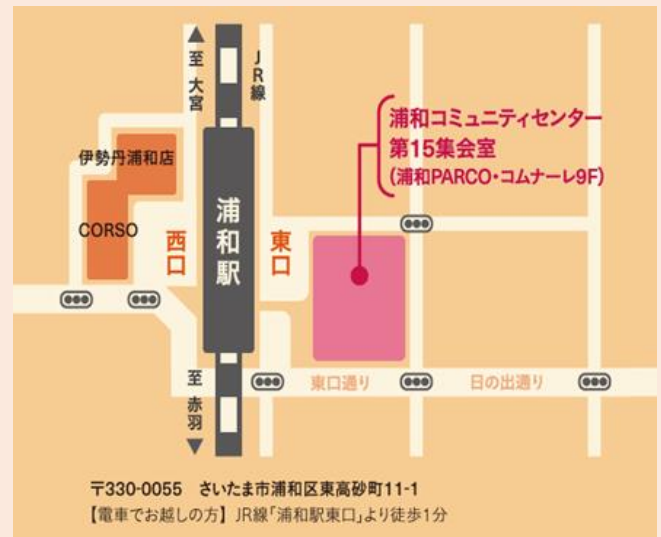 至 大宮
JR線
浦和コミュニティセンター
第15集会室
(浦和PARCO・コムナーレ9F)
伊勢丹浦和店
CORSO
西口
浦和駅
東口
至 赤羽
東口通り
日の出通り
〒330-0055 さいたま市浦和区東高砂町11-1
【電車でお越しの方】JR線「浦和駅東口」より徒歩1分